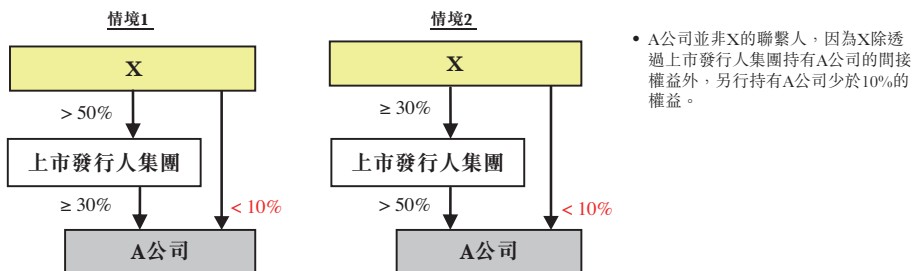 情境1
X
> 50%
上市發行人集團
≥ 30%
< 10%
A公司
情境2
X
≥ 30%
上市發行人集團
> 50%
< 10%
A公司
• A公司並非X的聯繫人，因為X除透
過上市發行人集團持有A公司的間接
權益外，另行持有A公司少於10%的
權益。